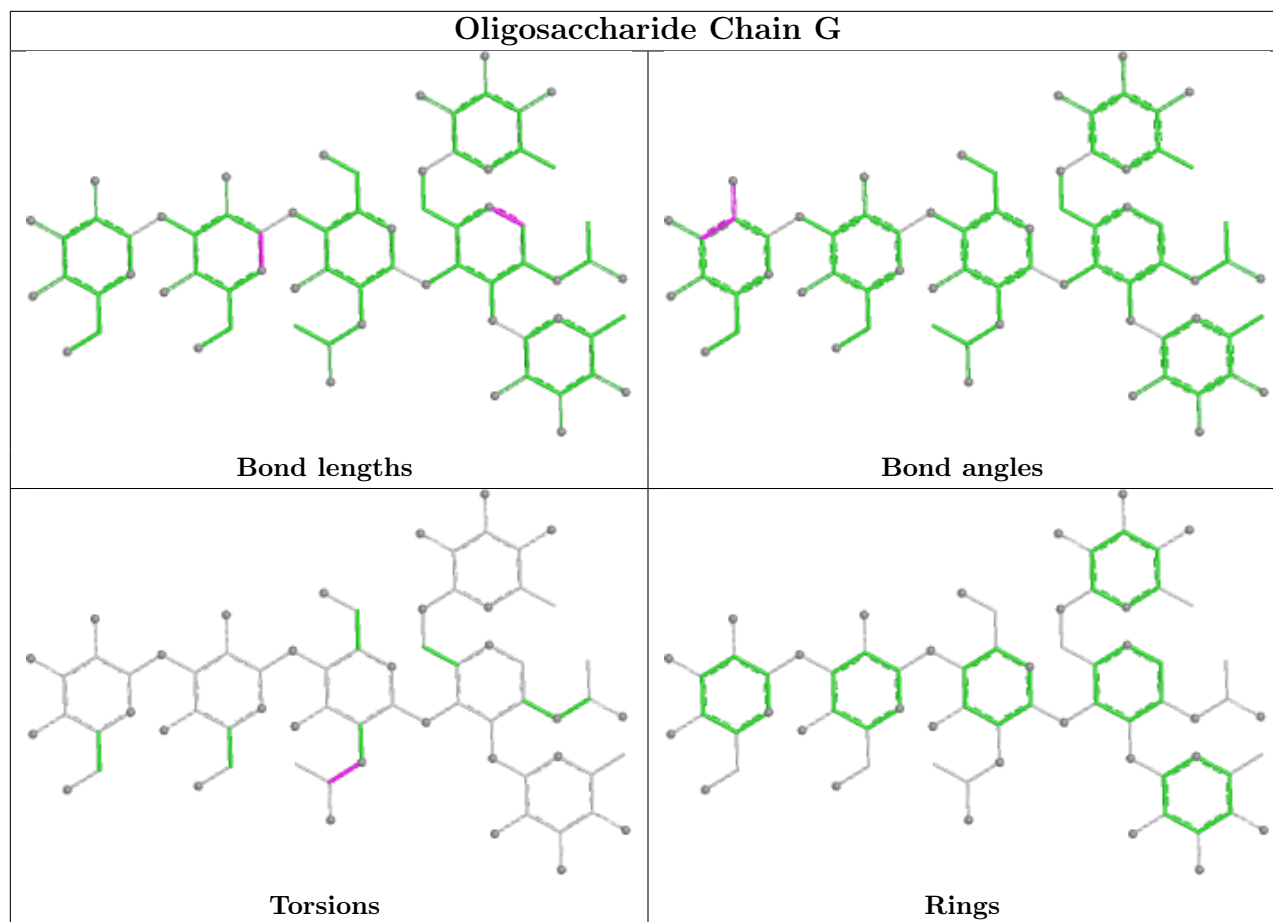 Oligosaccharide Chain G
Bond lengths
Bond angles
Torsions
Rings